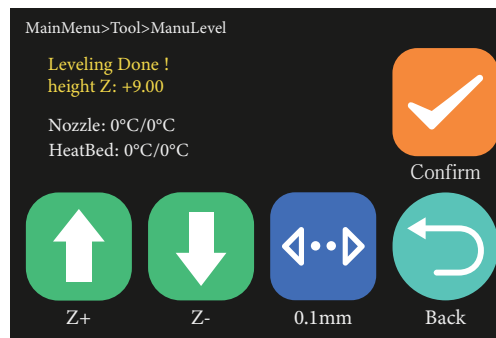 MainMenu>Tool>ManuLevel
Leveling Done !
height Z: +9.00
Nozzle: 0°C/0°C
HeatBed: 0°C/0°C
Confirm
Z+
Z-
0.1mm
Back